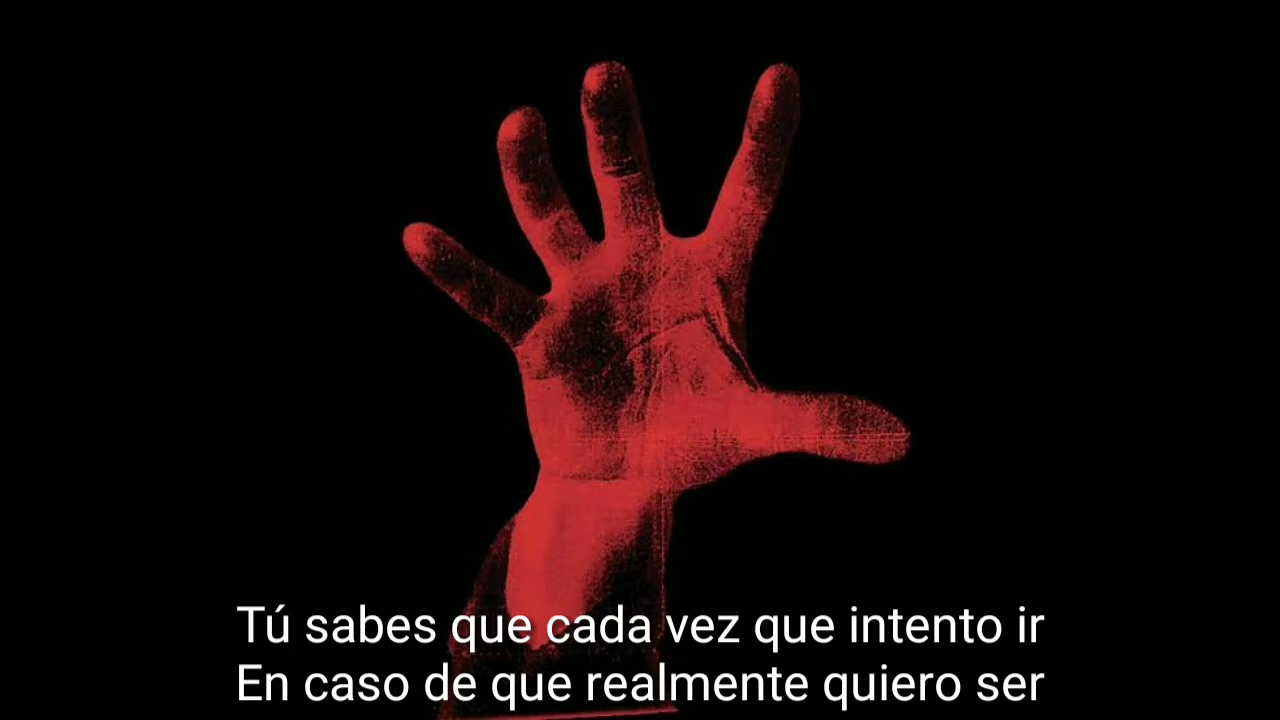 Tú sabes que cada vez que intento ir
En caso de que realmente quiero ser